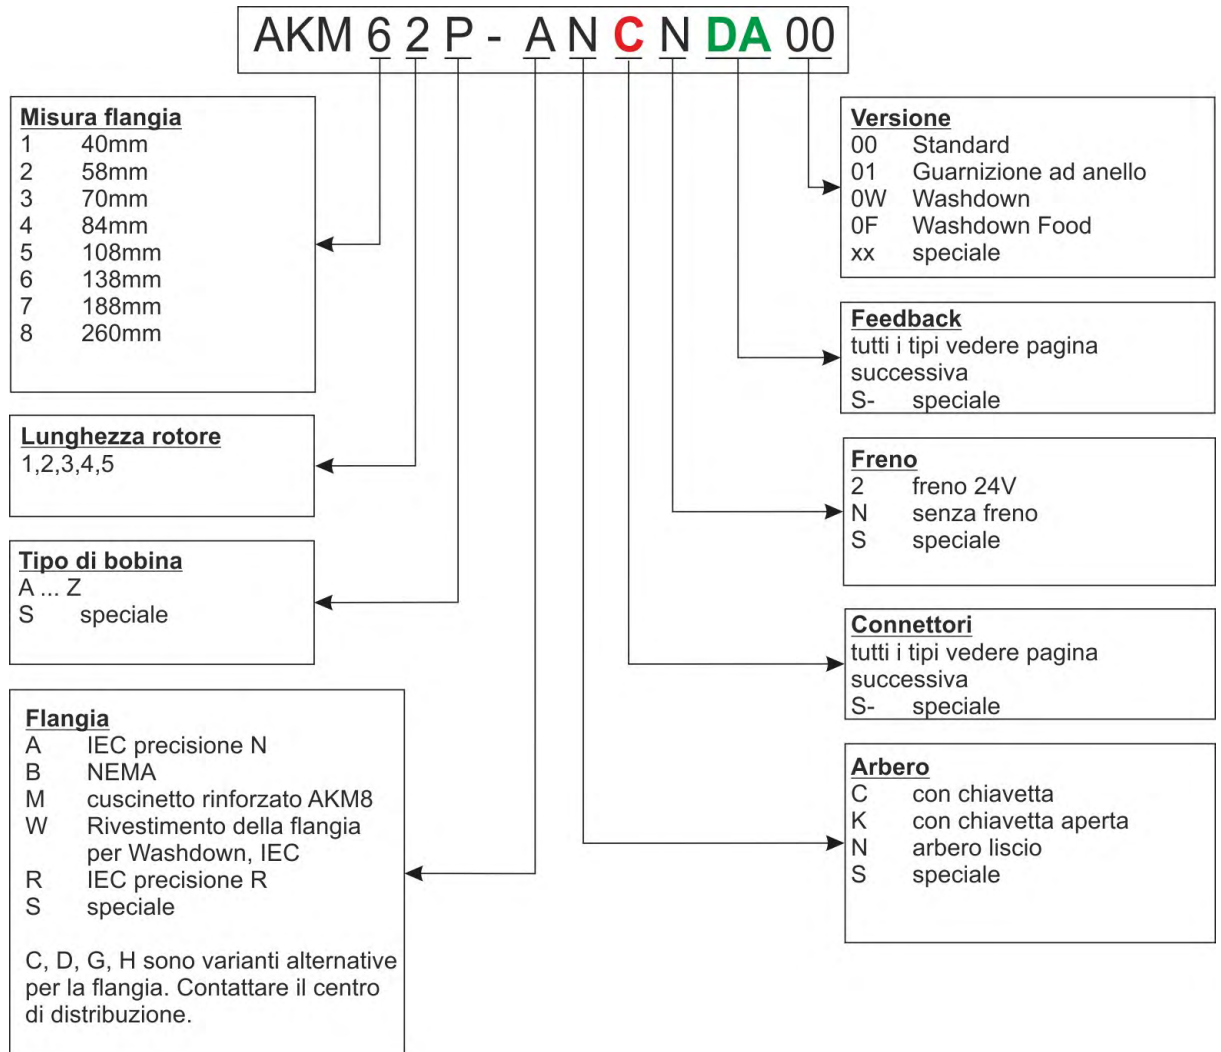 AKM 6 2 P - A N C N DA 00
Misura flangia
1 40mm
2 58mm
3 70mm
4 84mm
5 108mm
6 138mm
7 188mm
8 260mm
Lunghezza rotore
1,2,3,4,5
Tipo di bobina
A ... Z
S speciale
Flangia
A IEC precisione N
B NEMA
M cuscinetto rinforzato AKM8
W Rivestimento della flangia
per Washdown, IEC
R IEC precisione R
S speciale
C, D, G, H sono varianti alternative
per la flangia. Contattare il centro
di distribuzione.
Versione
00 Standard
01 Guarnizione ad anello
0W Washdown
0F Washdown Food
xx speciale
Feedback
tutti i tipi vedere pagina
successiva
S- speciale
Freno
2 freno 24V
N senza freno
S speciale
Connettori
tutti i tipi vedere pagina
successiva
S- speciale
Arbero
C con chiavetta
K con chiavetta aperta
N arbero liscio
S speciale